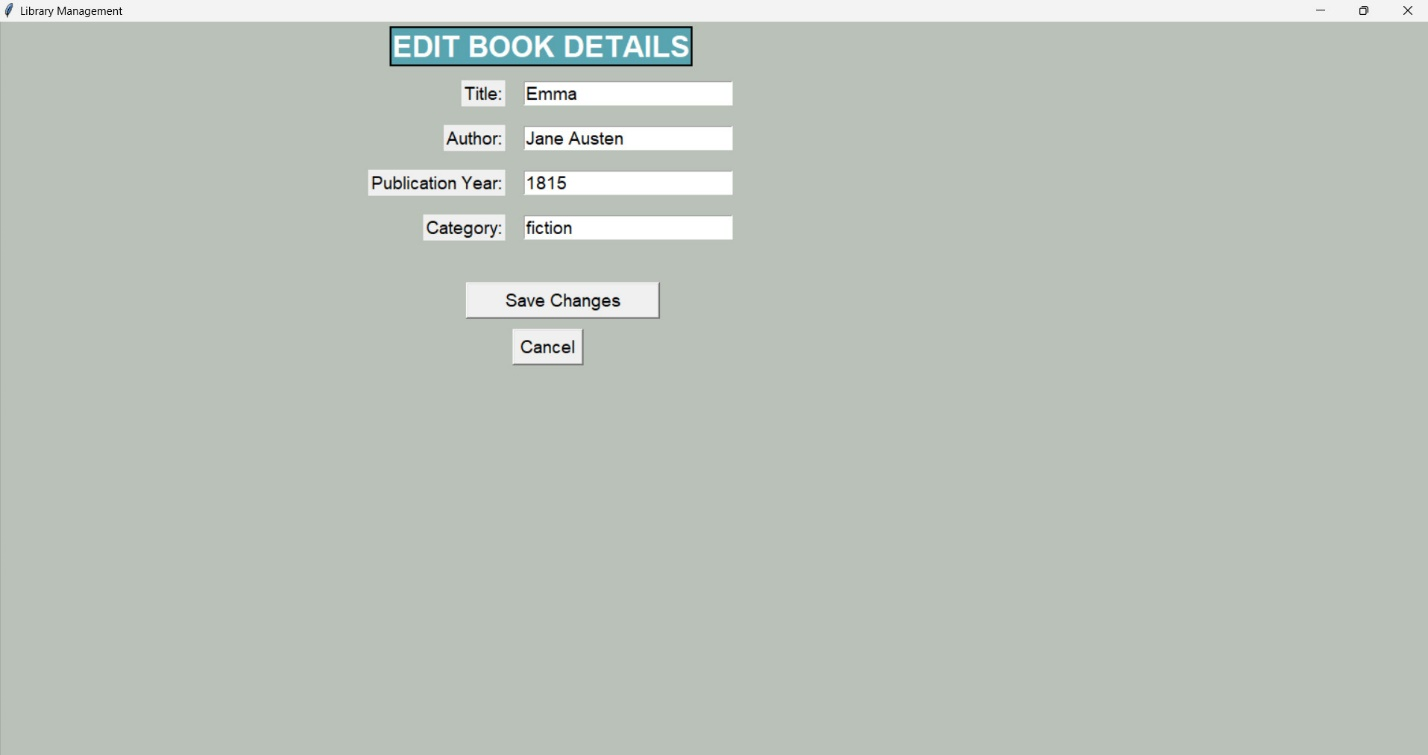 Library Management
EDIT BOOK DETAILS
Title: Emma
Author: Jane Austen
Publication Year: 1815
Category: fiction
Save Changes
Cancel